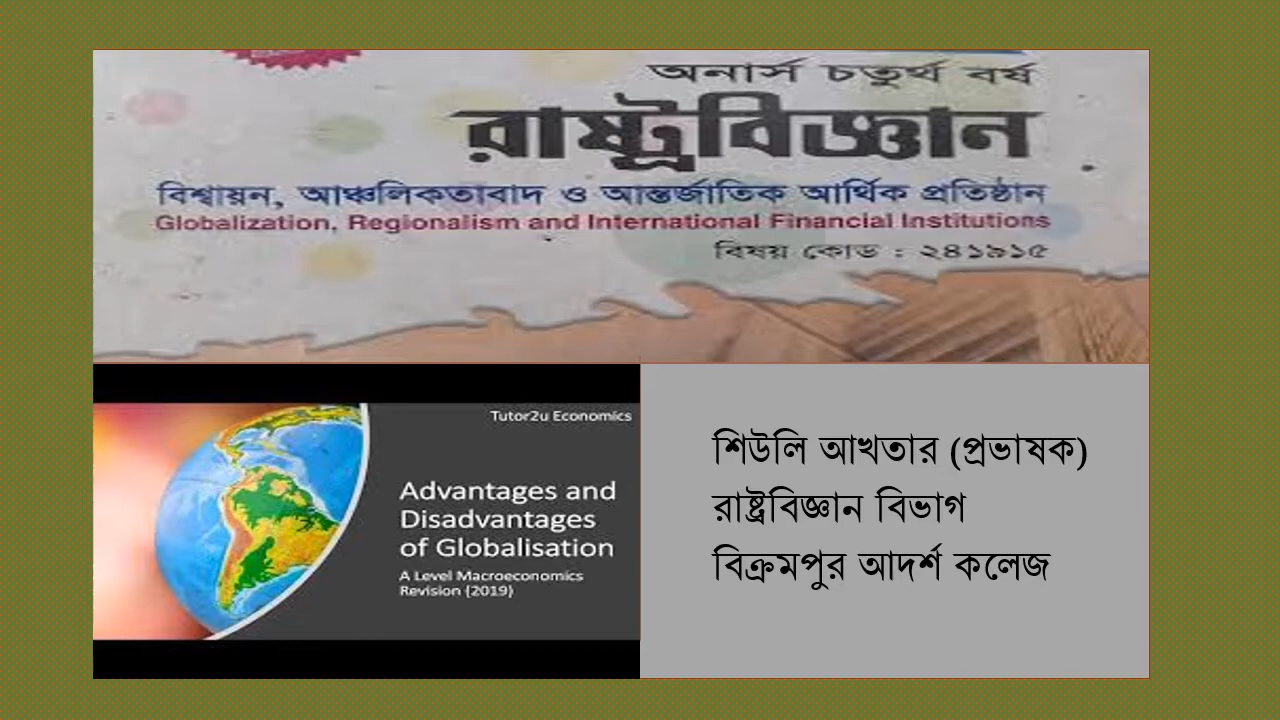 অনার্স চতুর্থ বর্ষ
রাষ্ট্রবিজ্ঞান
বিশ্বায়ন, আঞ্চলিকতাবাদ ও আন্তর্জাতিক আর্থিক প্রতিষ্ঠান
Globalization, Regionalism and International Financial Institutions
বিষয় কোড : ২৪১৯১৫
Tutor2u Economics
Advantages and
Disadvantages
of Globalisation
A Level Macroeconomics
Revision (2019)
শিউলি আখতার (প্রভাষক)
রাষ্ট্রবিজ্ঞান বিভাগ
বিক্রমপুর আদর্শ কলেজ